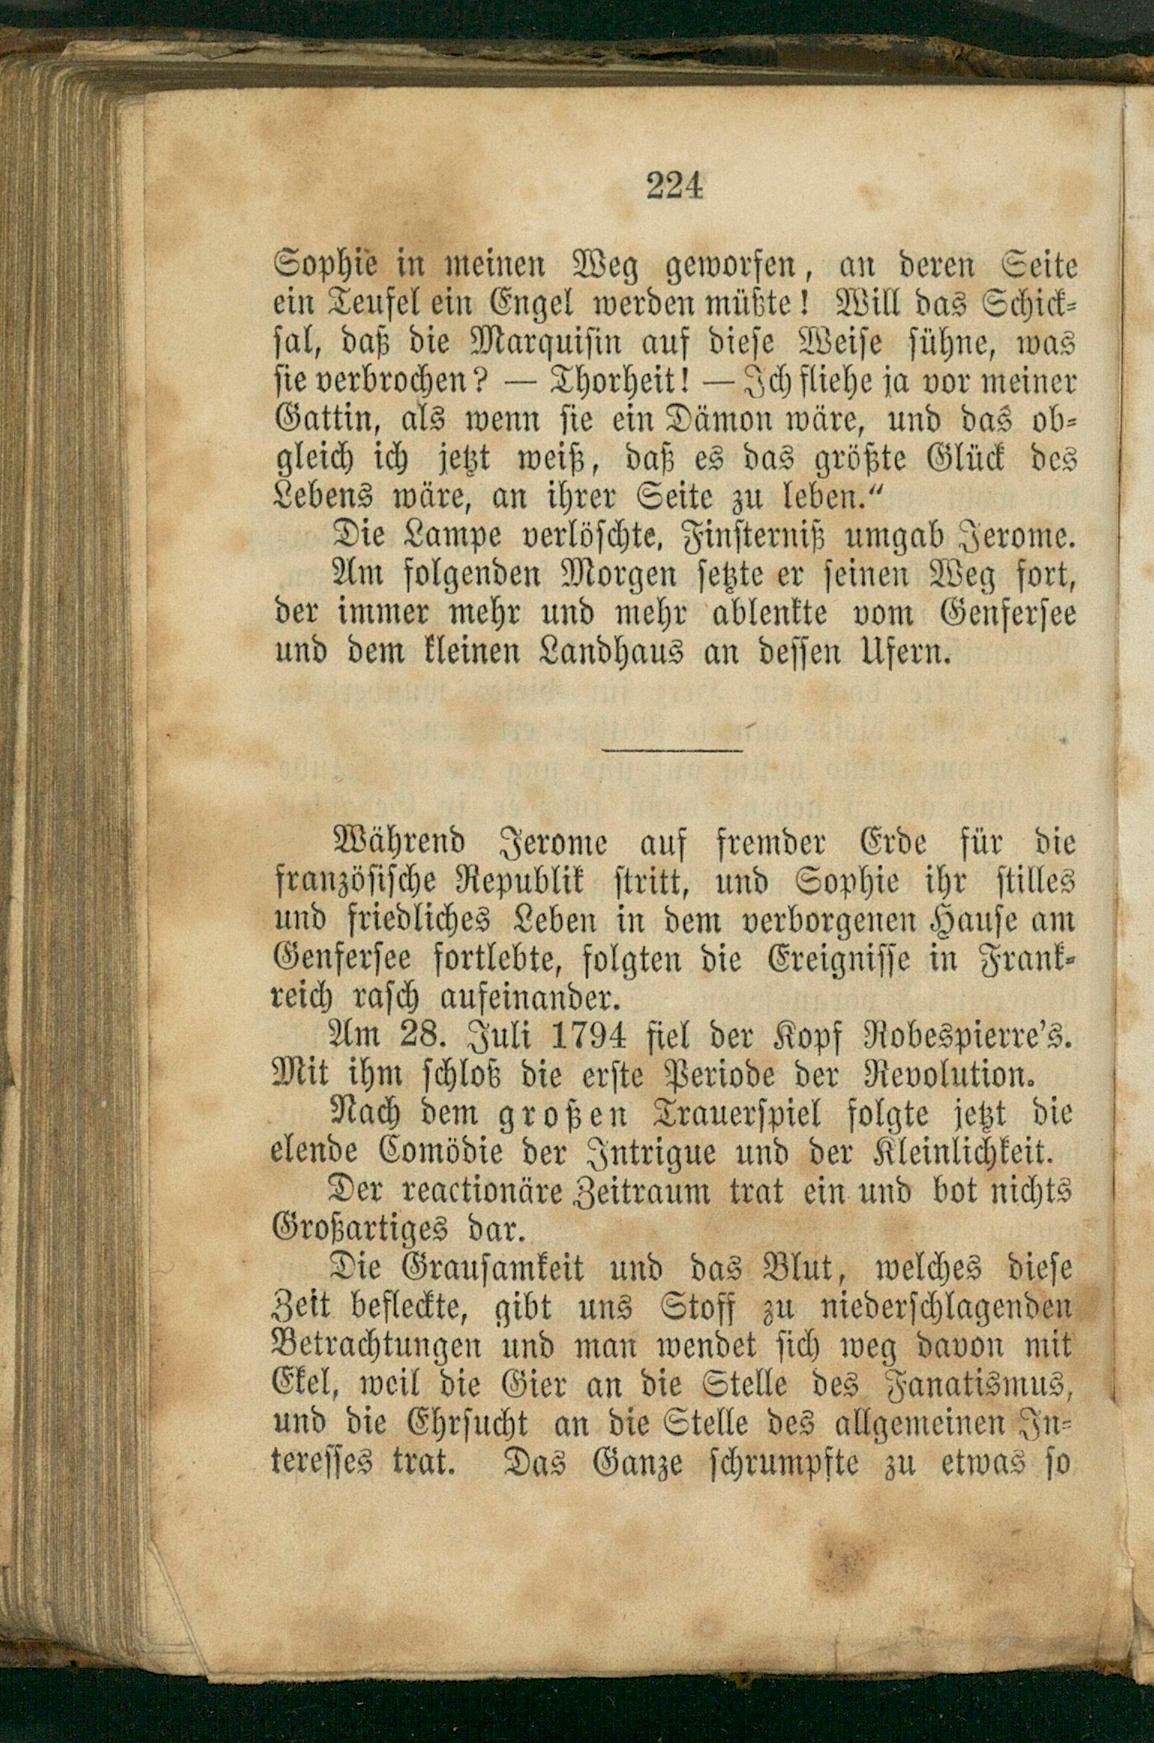 224
Sophie in meinen Weg geworfen, an deren Seite
ein Teufel ein Engel werden müßte! Will das Schick-
sal, daß die Marquisin auf diese Weise sühne, was
sie verbrochen? — Thorheit! — Ich fliehe ja vor meiner
Gattin, als wenn sie ein Dämon wäre, und das ob-
gleich ich jetzt weiß, daß es das größte Glück des
Lebens wäre, an ihrer Seite zu leben.“
Die Lampe verlöschte, Finsterniß umgab Jerome.
Am folgenden Morgen setzte er seinen Weg fort,
der immer mehr und mehr ablenkte vom Genfersee
und dem kleinen Landhaus an dessen Ufern.
Während Jerome auf fremder Erde für die
französische Republik stritt, und Sophie ihr stilles
und friedliches Leben in dem verborgenen Hause am
Genfersee fortlebte, folgten die Ereignisse in Frank-
reich rasch aufeinander.
Am 28. Juli 1794 fiel der Kopf Robespierre's.
Mit ihm schloß die erste Periode der Revolution.
Nach dem großen Trauerspiel folgte jetzt die
elende Comödie der Intrigue und der Kleinlichkeit.
Der reactionäre Zeitraum trat ein und bot nichts
Großartiges dar.
Die Grausamkeit und das Blut, welches diese
Zeit befleckte, gibt uns Stoff zu niederschlagenden
Betrachtungen und man wendet sich weg davon mit
Ekel, weil die Gier an die Stelle des Fanatismus,
und die Ehrsucht an die Stelle des allgemeinen In-
teresses trat. Das Ganze schrumpfte zu etwas so